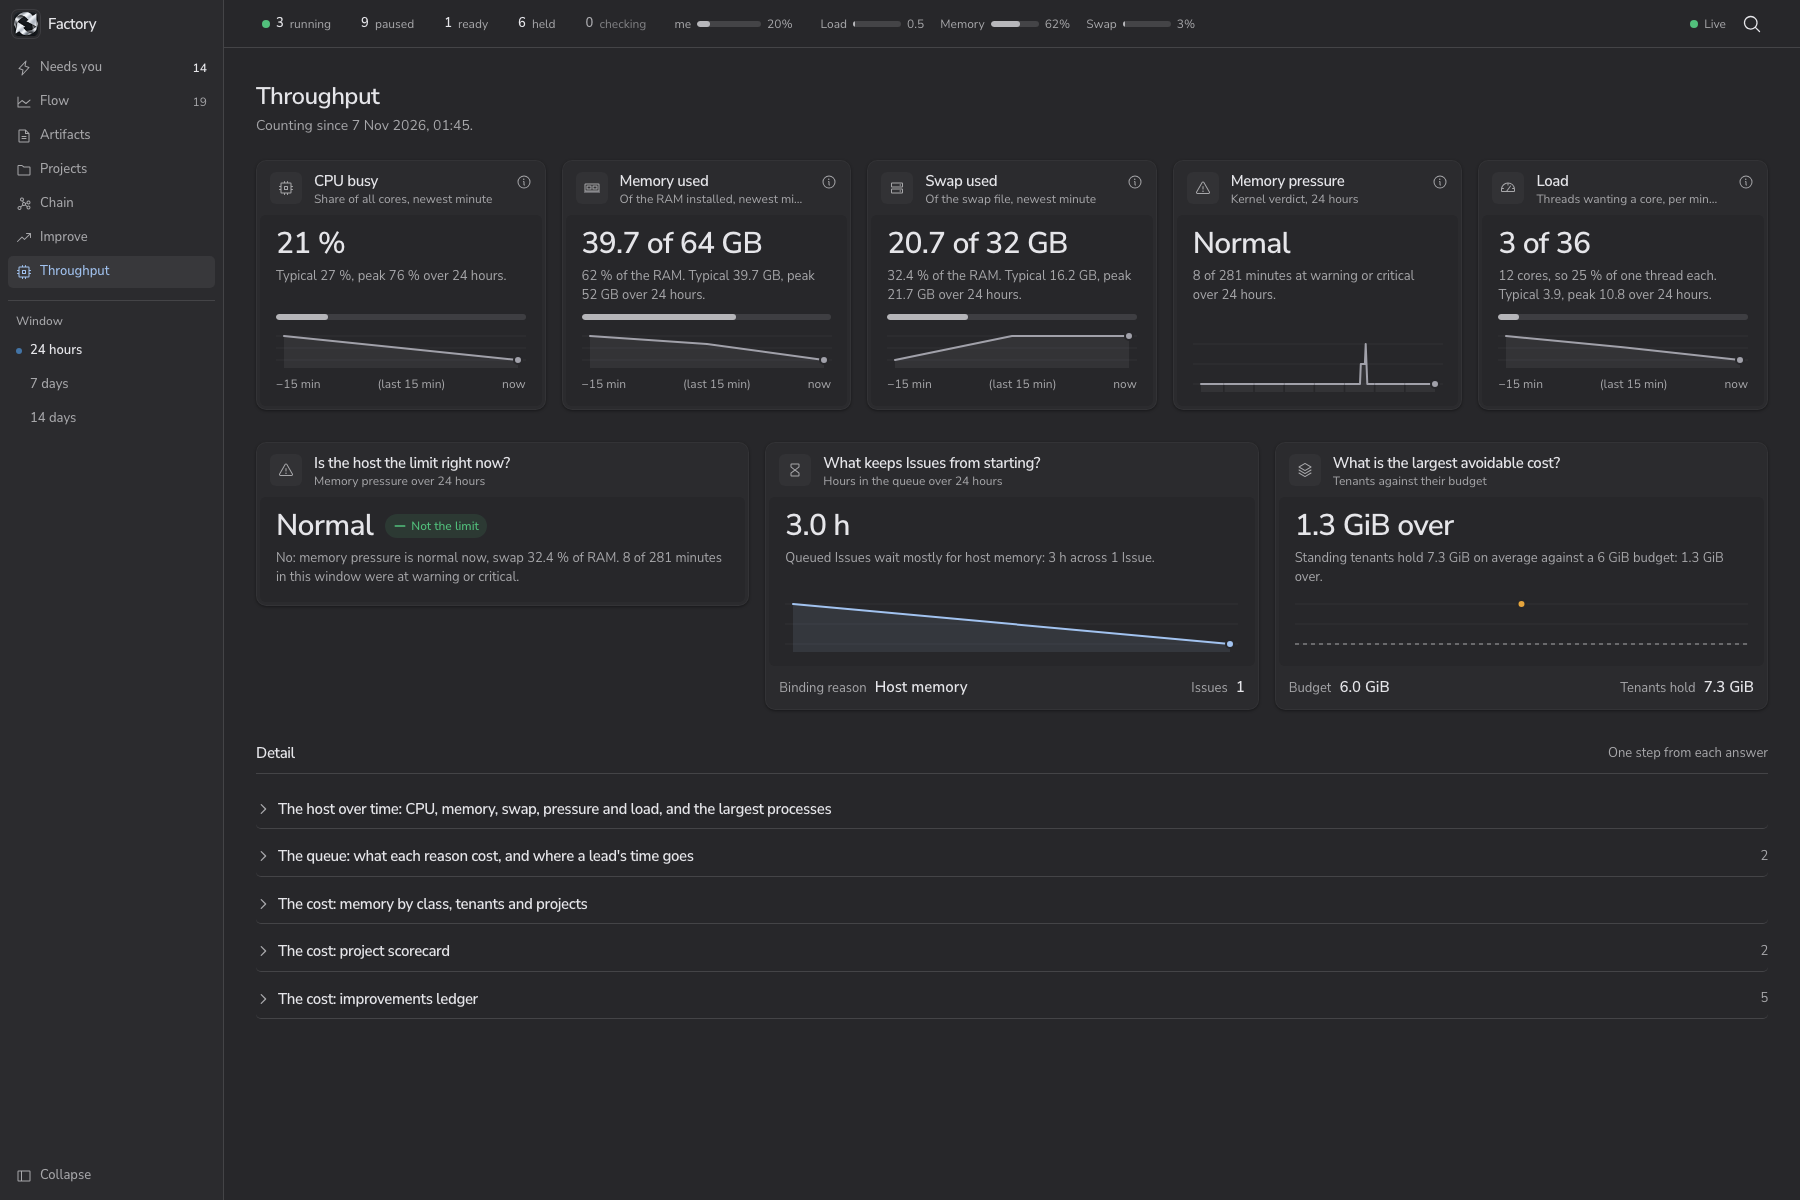 Factory
3 running
9 paused
1 ready
6 held
0 checking
me 20%
Load 0.5
Memory 62%
Swap 3%
Live
Needs you 14
Flow 19
Artifacts
Projects
Chain
Improve
Throughput
Window
24 hours
7 days
14 days
Collapse
Throughput
Counting since 7 Nov 2026, 01:45.
CPU busy
Share of all cores, newest minute
21 %
Typical 27 %, peak 76 % over 24 hours.
−15 min (last 15 min) now
Memory used
Of the RAM installed, newest mi...
39.7 of 64 GB
62 % of the RAM. Typical 39.7 GB, peak
52 GB over 24 hours.
−15 min (last 15 min) now
Swap used
Of the swap file, newest minute
20.7 of 32 GB
32.4 % of the RAM. Typical 16.2 GB, peak
21.7 GB over 24 hours.
−15 min (last 15 min) now
Memory pressure
Kernel verdict, 24 hours
Normal
8 of 281 minutes at warning or critical
over 24 hours.
Load
Threads wanting a core, per min...
3 of 36
12 cores, so 25 % of one thread each.
Typical 3.9, peak 10.8 over 24 hours.
−15 min (last 15 min) now
Is the host the limit right now?
Memory pressure over 24 hours
Normal — Not the limit
No: memory pressure is normal now, swap 32.4 % of RAM. 8 of 281 minutes
in this window were at warning or critical.
What keeps Issues from starting?
Hours in the queue over 24 hours
3.0 h
Queued Issues wait mostly for host memory: 3 h across 1 Issue.
Binding reason Host memory Issues 1
What is the largest avoidable cost?
Tenants against their budget
1.3 GiB over
Standing tenants hold 7.3 GiB on average against a 6 GiB budget: 1.3 GiB
over.
Budget 6.0 GiB Tenants hold 7.3 GiB
Detail One step from each answer
The host over time: CPU, memory, swap, pressure and load, and the largest processes
The queue: what each reason cost, and where a lead's time goes 2
The cost: memory by class, tenants and projects
The cost: project scorecard 2
The cost: improvements ledger 5